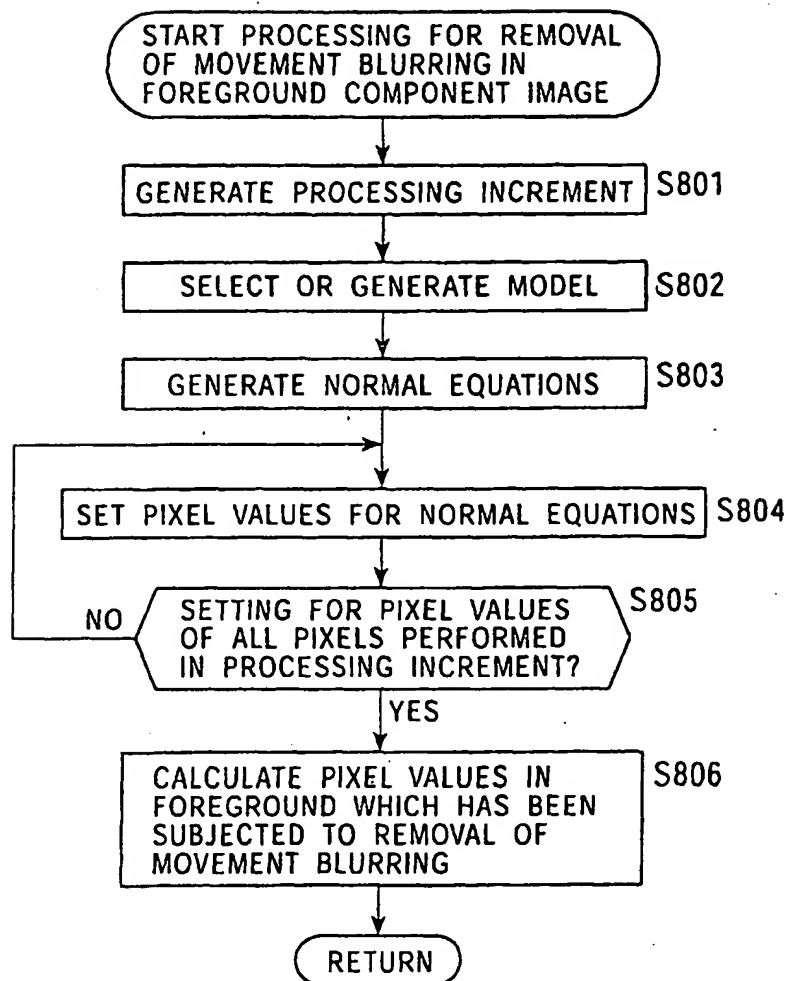 START PROCESSING FOR REMOVAL
OF MOVEMENT BLURRING IN
FOREGROUND COMPONENT IMAGE
GENERATE PROCESSING INCREMENT
S801
SELECT OR GENERATE MODEL
S802
GENERATE NORMAL EQUATIONS
S803
SET PIXEL VALUES FOR NORMAL EQUATIONS
S804
SETTING FOR PIXEL VALUES
OF ALL PIXELS PERFORMED
IN PROCESSING INCREMENT?
S805
NO
YES
CALCULATE PIXEL VALUES IN
FOREGROUND WHICH HAS BEEN
SUBJECTED TO REMOVAL OF
MOVEMENT BLURRING
S806
RETURN